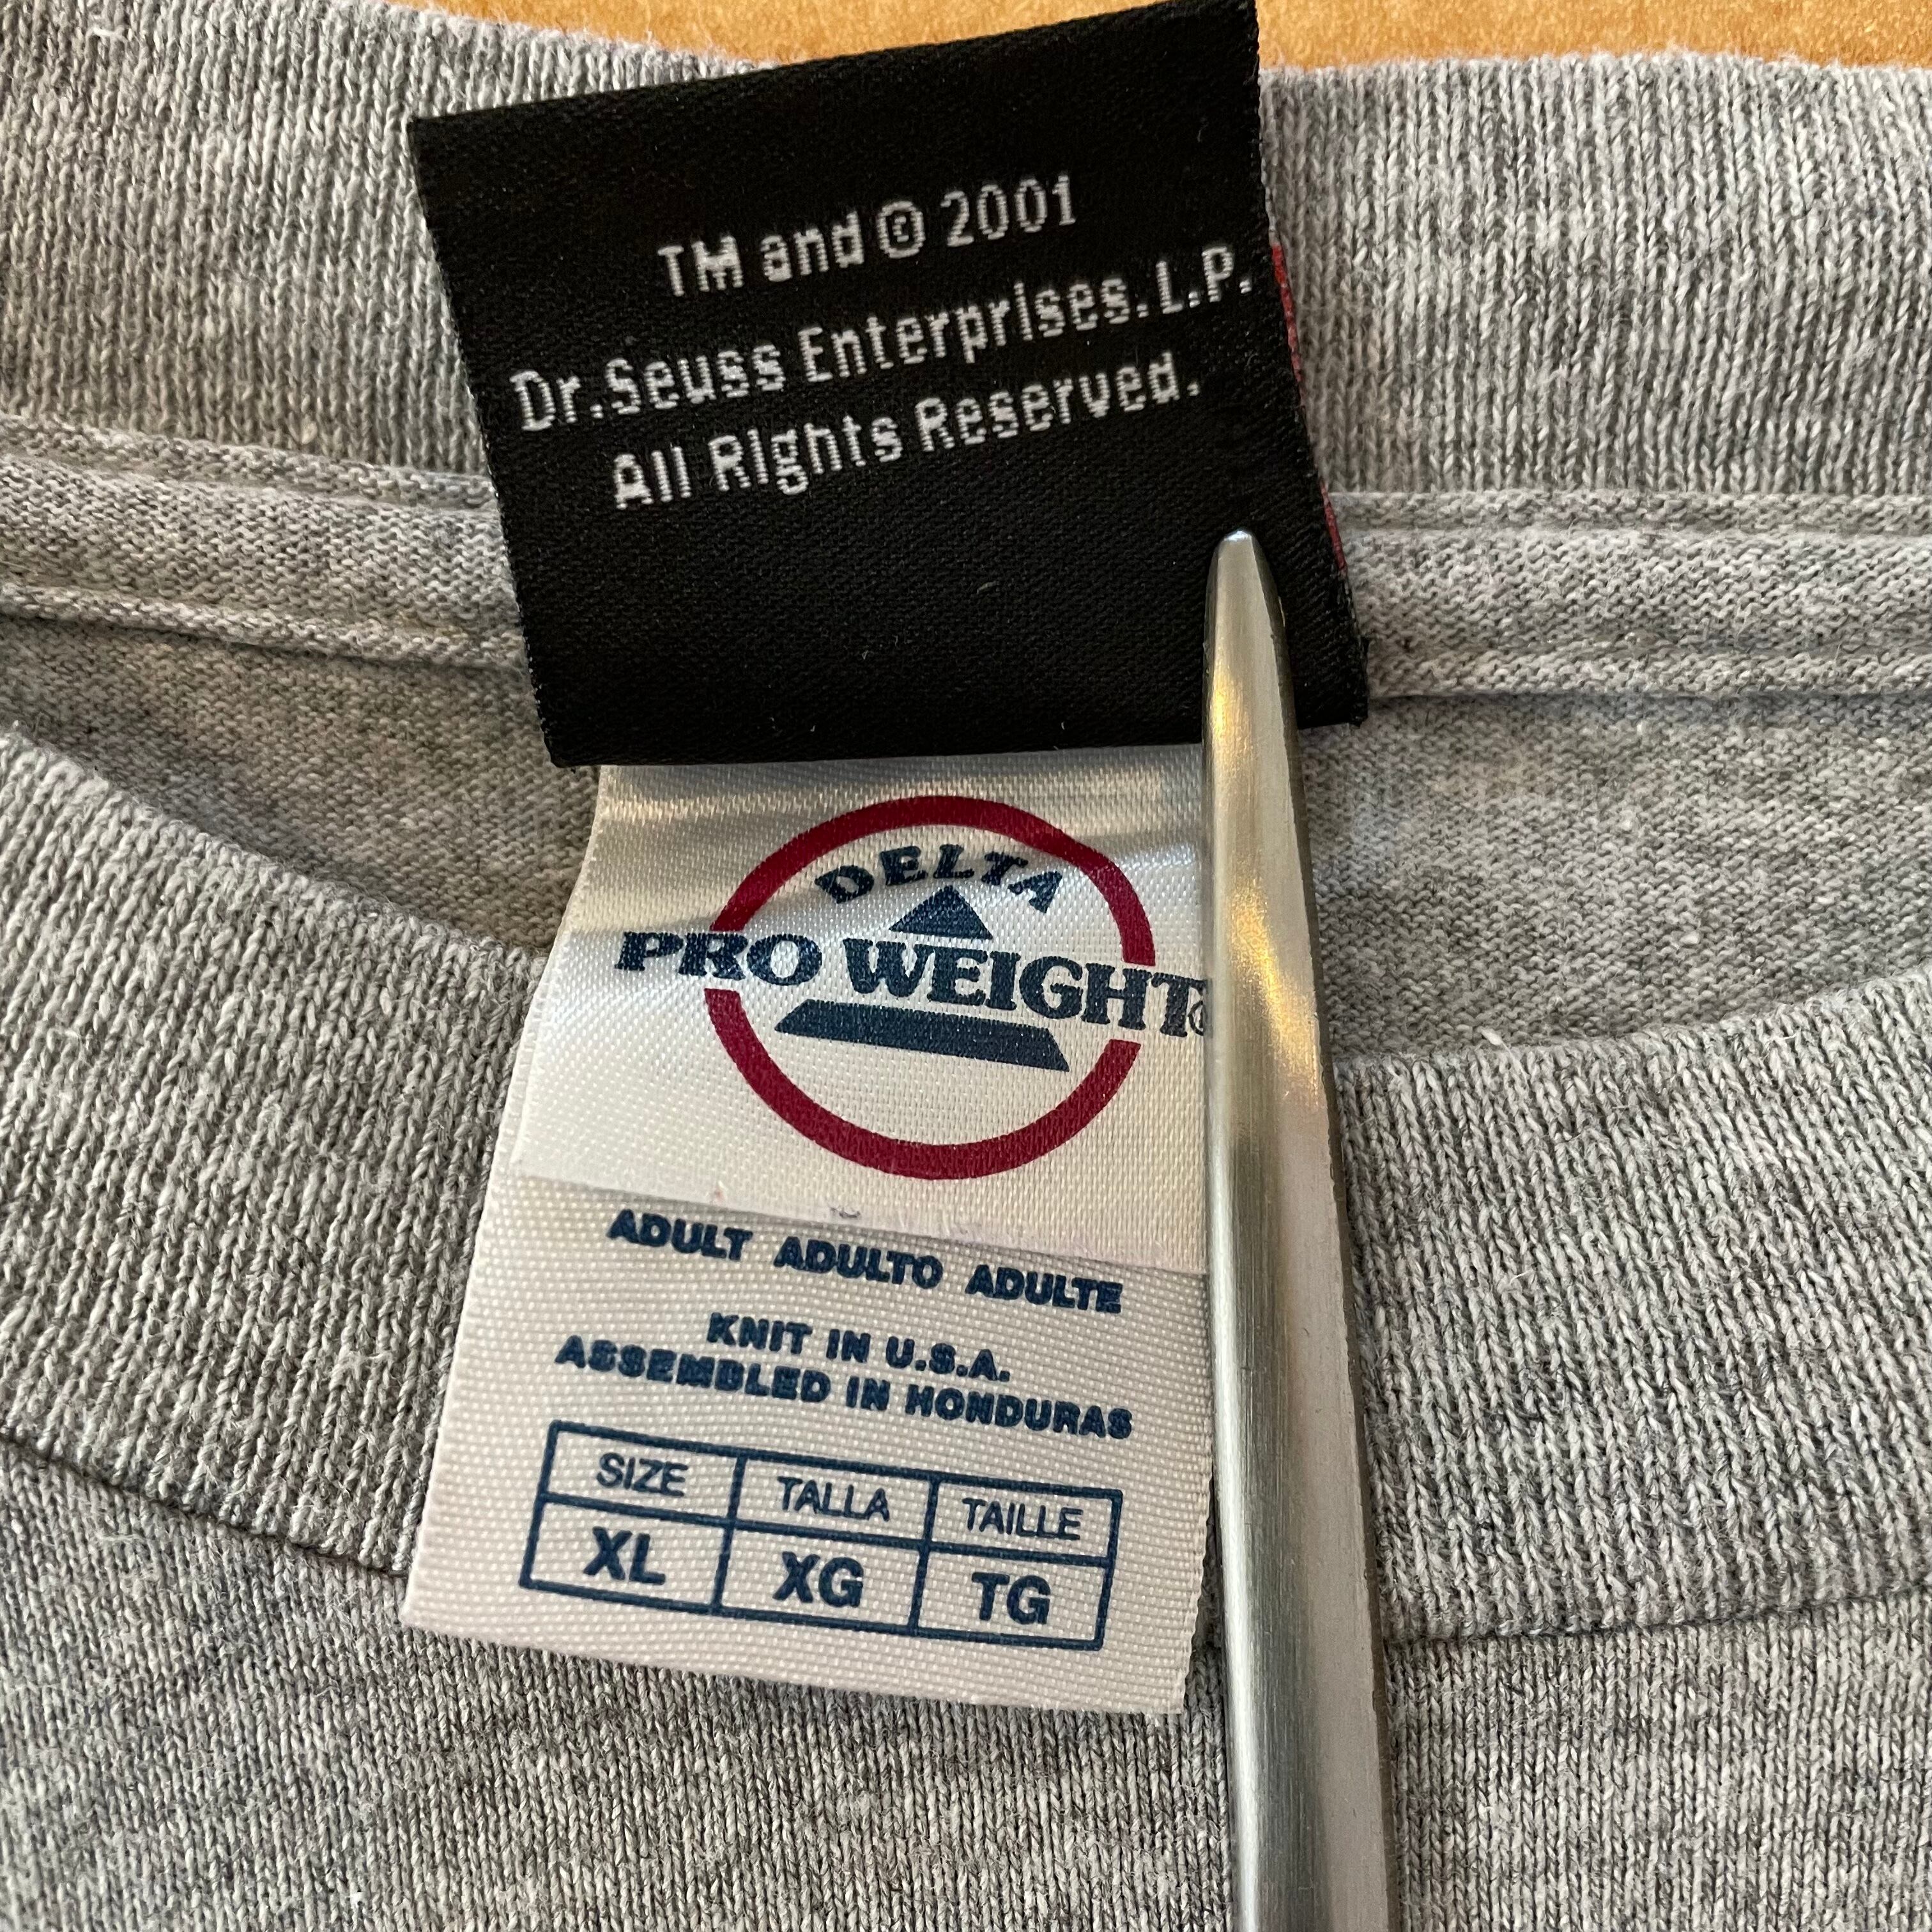 TM and © 2001
Dr. Seuss Enterprises. L.P.
All Rights Reserved.
DELTA
PRO WEIGHT®
ADULT ADULTO ADULTE
KNIT IN U.S.A.
ASSEMBLED IN HONDURAS
SIZE TALLA TAILLE
XL XG TG